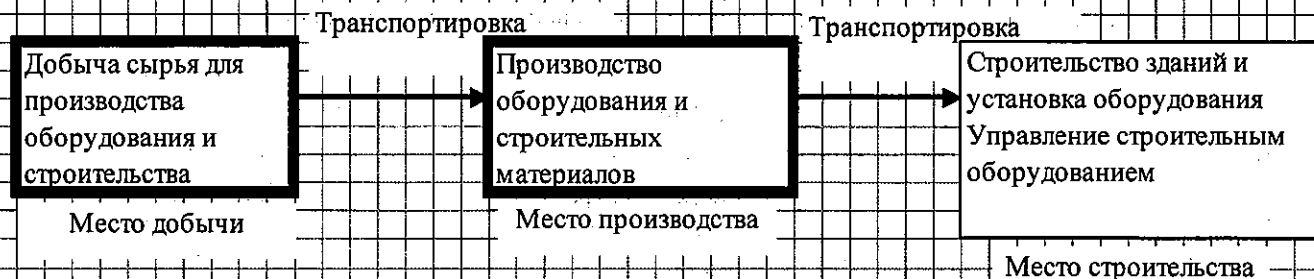 Транспортировка
Транспортировка
Добыча сырья для
производства
оборудования и
строительства
Производство
оборудования и
строительных
материалов
Строительство зданий и
установка оборудования
Управление строительным
оборудованием
Место добычи
Место производства
Место строительства